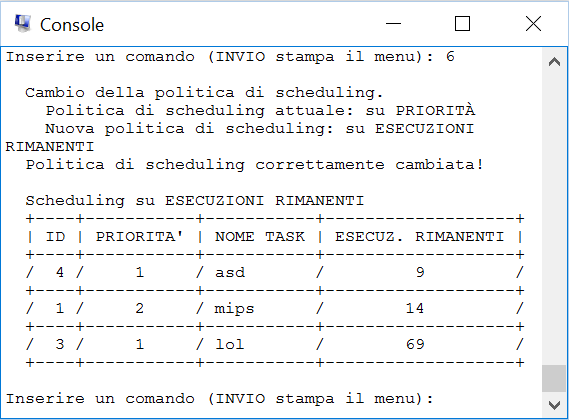 Console
Inserire un comando (INVIO stampa il menu): 6
Cambio della politica di scheduling.
Politica di scheduling attuale: su PRIORITÀ
Nuova politica di scheduling: su ESECUZIONI
RIMANENTI
Politica di scheduling correttamente cambiata!
Scheduling su ESECUZIONI RIMANENTI
+----+-----------+-----------+--------------------+
| ID | PRIORITA' | NOME TASK | ESECUZ. RIMANENTI |
+----+-----------+-----------+--------------------+
/ 4 / 1 / asd / 9 /
+----+-----------+-----------+--------------------+
/ 1 / 2 / mips / 14 /
+----+-----------+-----------+--------------------+
/ 3 / 1 / lol / 69 /
+----+-----------+-----------+--------------------+
Inserire un comando (INVIO stampa il menu):